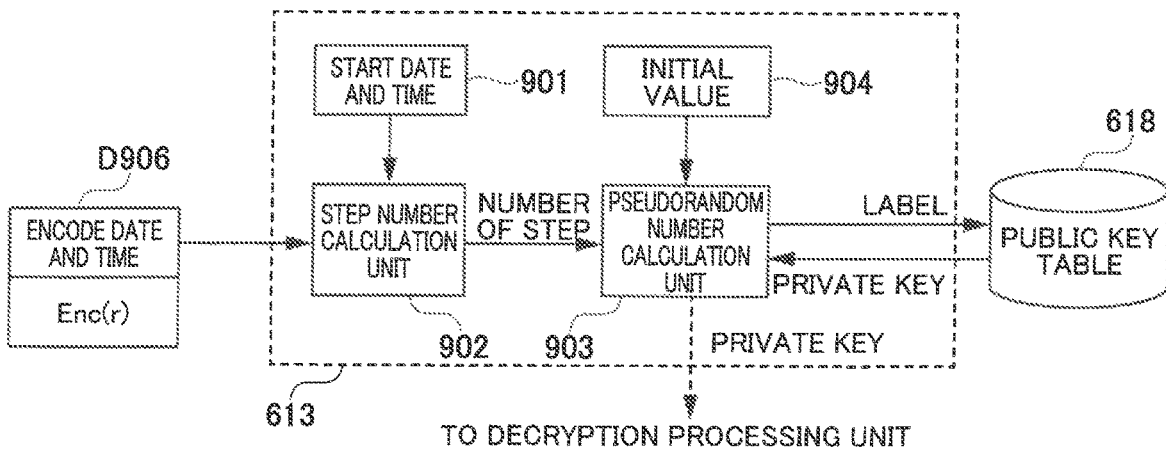 START DATE
AND TIME
901
INITIAL
VALUE
904
618
D906
ENCODE DATE
AND TIME
Enc(r)
STEP NUMBER
CALCULATION
UNIT
902
NUMBER
OF STEP
PSEUDORANDOM
NUMBER
CALCULATION
UNIT
903
LABEL
PRIVATE KEY
PUBLIC KEY
TABLE
PRIVATE KEY
613
TO DECRYPTION PROCESSING UNIT